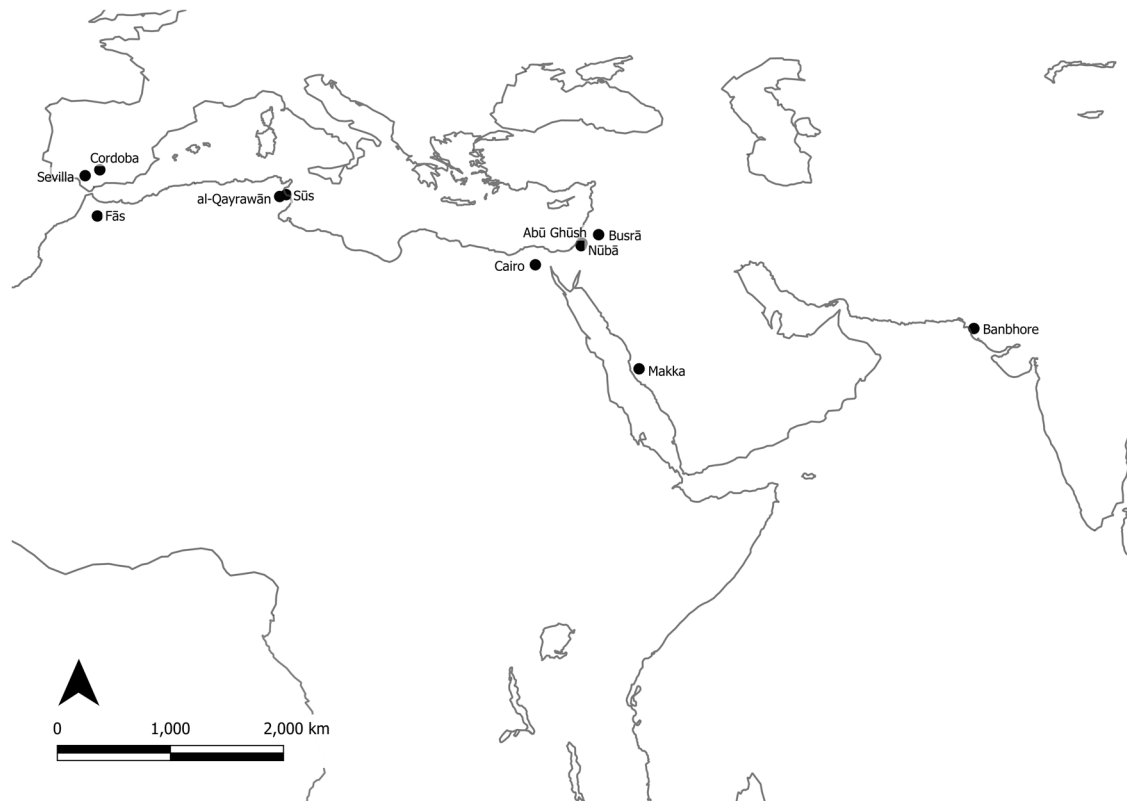 Cordoba
Sevilla
al-Qayrawān
Sūs
Fās
Abū Ghūsh
Busrā
Nūbā
Cairo
Banbhore
Makka
0 1,000 2,000 km